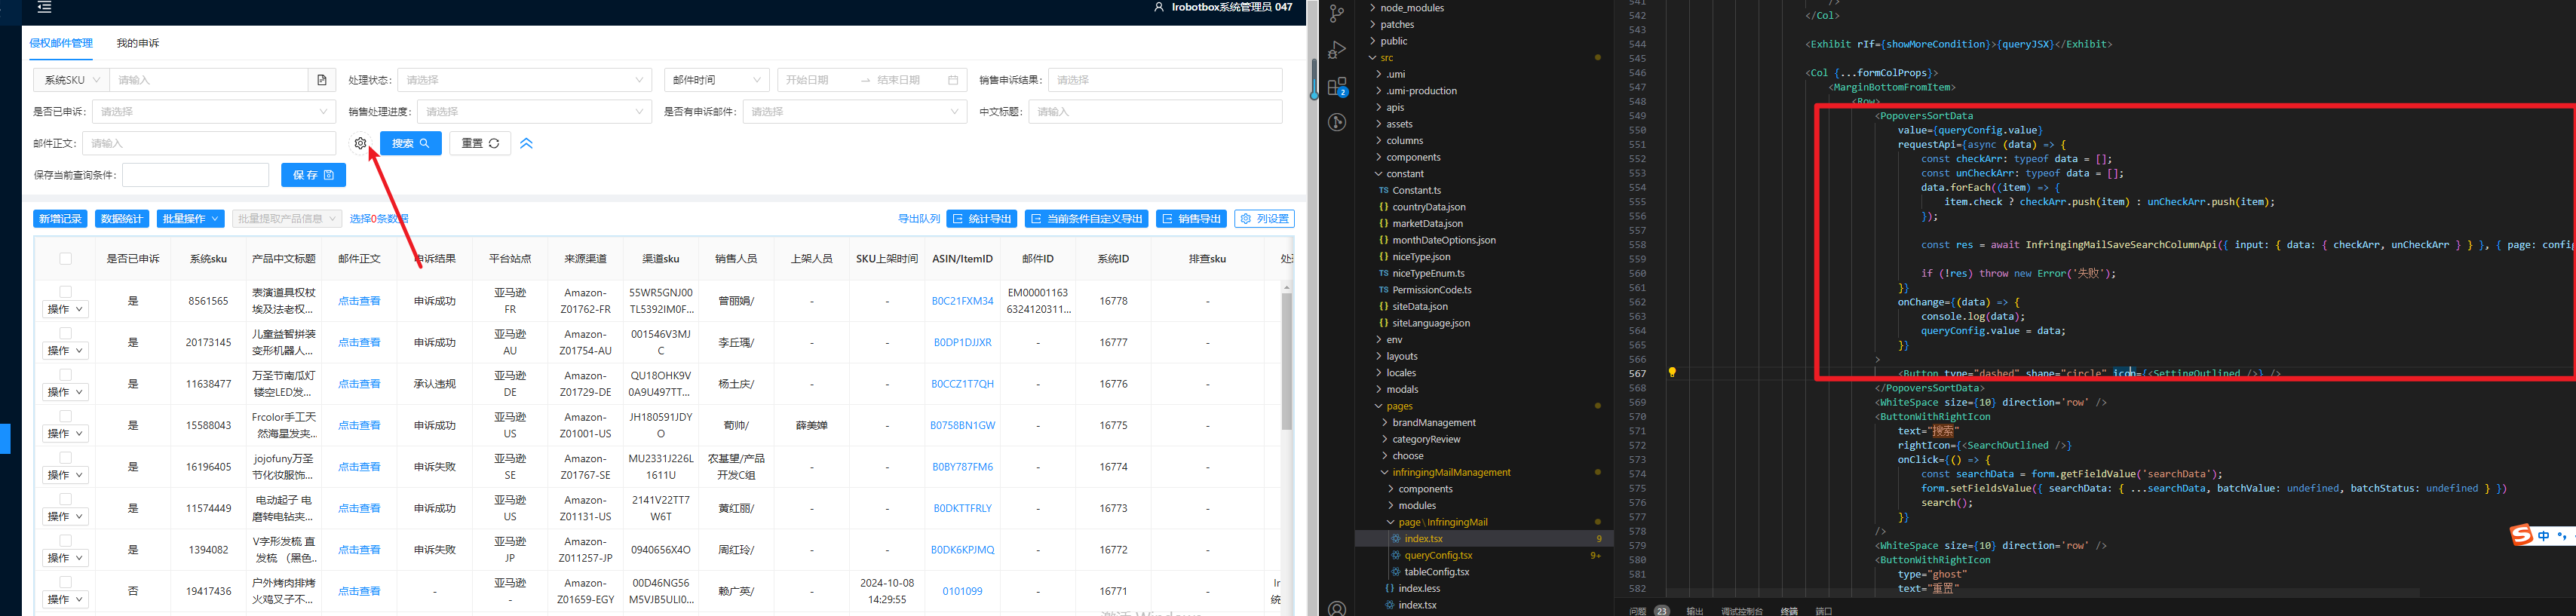 Irobotbox系统管理员 047
侵权邮件管理 我的申诉
系统SKU 请输入 处理状态: 请选择 邮件时间 开始日期 → 结束日期 销售申诉结果: 请选择
是否已申诉: 请选择 销售处理进度: 请选择 是否有申诉邮件: 请选择 中文标题: 请输入
邮件正文: 请输入 搜索 重置
保存当前查询条件: 保存
新增记录 数据统计 批量操作 批量提取产品信息 选择0条数据 导出队列 统计导出 当前条件自定义导出 销售导出 列设置
是否已申诉 系统sku 产品中文标题 邮件正文 申诉结果 平台站点 来源渠道 渠道sku 销售人员 上架人员 SKU上架时间 ASIN/ItemID 邮件ID 系统ID 排查sku
操作 是 8561565 表演道具权杖 埃及法老权... 点击查看 申诉成功 亚马逊 FR Amazon-Z01762-FR 55WR5GNJ00TL5392IM0F... 曾丽娟/ - - B0C21FXM34 EM000011636324120311... 16778 -
操作 是 20173145 儿童益智拼装 变形机器人... 点击查看 申诉成功 亚马逊 AU Amazon-Z01754-AU 001546V3MJC 李丘瑀/ - - B0DP1DJJXR - 16777 -
操作 是 11638477 万圣节南瓜灯 镂空LED发... 点击查看 承认违规 亚马逊 DE Amazon-Z01729-DE QU18OHK9V0A9U497TT... 杨土庆/ - - B0CCZ1T7QH - 16776 -
操作 是 15588043 Frcolor手工天然海星发夹... 点击查看 申诉成功 亚马逊 US Amazon-Z01001-US JH180591JDYO 荀帅/ 薛美婵 - B0758BN1GW - 16775 -
操作 是 16196405 jojofuny万圣节化妆服饰... 点击查看 申诉失败 亚马逊 SE Amazon-Z01767-SE MU2331J226L1611U 农基望/产品开发C组 - - B0BY787FM6 - 16774 -
操作 是 11574449 电动起子 电磨转电钻夹... 点击查看 申诉成功 亚马逊 US Amazon-Z01131-US 2141V22TT7W6T 黄红丽/ - - B0DKTTFRLY - 16773 -
操作 是 1394082 V字形发梳 直发梳 (黑色... 点击查看 申诉失败 亚马逊 JP Amazon-Z011257-JP 0940656X4O 周红玲/ - - B0DK6KPJMQ - 16772 -
操作 否 19417436 户外烤肉排烤火鸡叉子不... 点击查看 - 亚马逊 - Amazon-Z01659-EGY 00D46NG56M5VJB5ULI0... 赖广英/ - 2024-10-08 14:29:55 0101099 - 16771 -
node_modules
patches
public
src
.umi
.umi-production
apis
assets
columns
components
constant
TS Constant.ts
{} countryData.json
{} marketData.json
{} monthDateOptions.json
{} niceType.json
TS niceTypeEnum.ts
TS PermissionCode.ts
{} siteData.json
{} siteLanguage.json
env
layouts
locales
modals
pages
brandManagement
categoryReview
choose
infringingMailManagement
components
modules
page\InfringingMail
index.tsx 9
queryConfig.tsx 9+
tableConfig.tsx
{} index.less
index.tsx
541 />
542 </Col>
543
544 <Exhibit rIf={showMoreCondition}>{queryJSX}</Exhibit>
545
546 <Col {...formColProps}>
547 <MarginBottomFromItem>
548 <Row>
549 <PopoversSortData
550 value={queryConfig.value}
551 requestApi={async (data) => {
552 const checkArr: typeof data = [];
553 const unCheckArr: typeof data = [];
554 data.forEach((item) => {
555 item.check ? checkArr.push(item) : unCheckArr.push(item);
556 });
557
558 const res = await InfringingMailSaveSearchColumnApi({ input: { data: { checkArr, unCheckArr } } }, { page: config
559
560 if (!res) throw new Error('失败');
561 }}
562 onChange={(data) => {
563 console.log(data);
564 queryConfig.value = data;
565 }}
566 >
567 <Button type="dashed" shape="circle" icon={<SettingOutlined />} />
568 </PopoversSortData>
569 <WhiteSpace size={10} direction='row' />
570 <ButtonWithRightIcon
571 text="搜索"
572 rightIcon={<SearchOutlined />}
573 onClick={() => {
574 const searchData = form.getFieldValue('searchData');
575 form.setFieldsValue({ searchData: { ...searchData, batchValue: undefined, batchStatus: undefined } })
576 search();
577 }}
578 />
579 <WhiteSpace size={10} direction='row' />
580 <ButtonWithRightIcon
581 type="ghost"
582 text="重置"
问题 23 输出 调试控制台 终端 端口
中